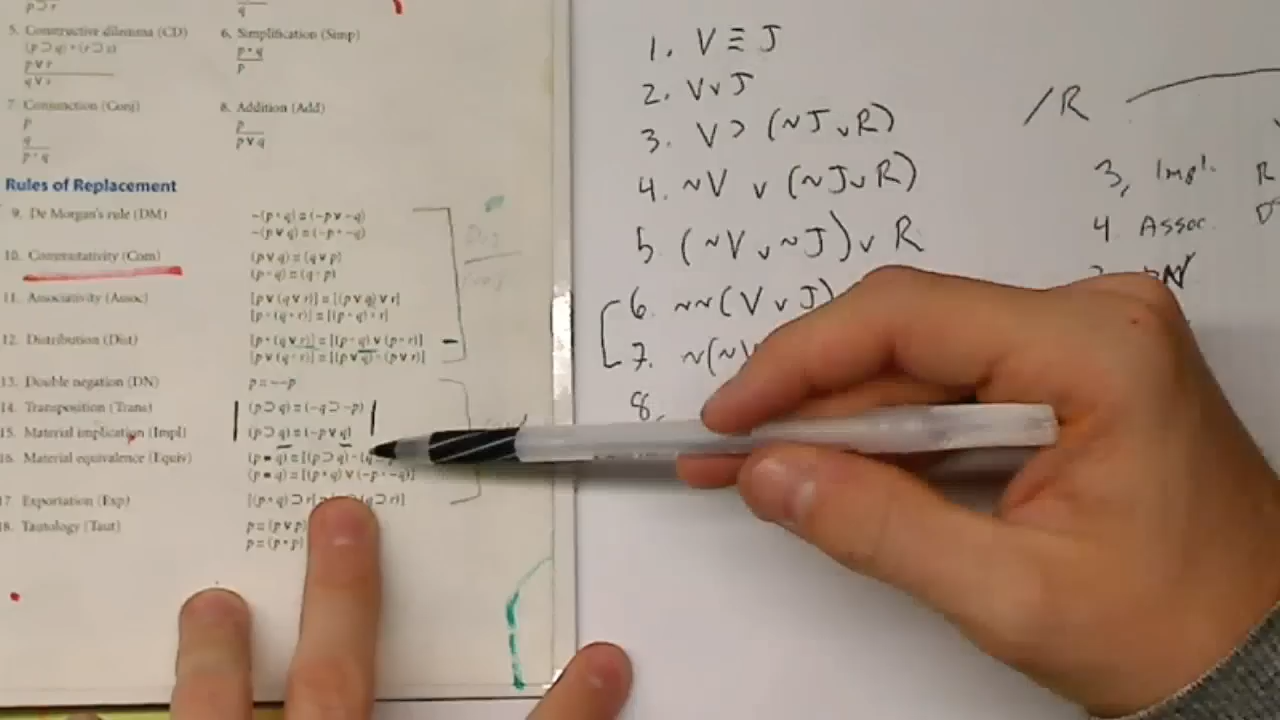 5. Constructive dilemma (CD)
(p ⊃ q) • (r ⊃ s)
p v r
q v s
6. Simplification (Simp)
p • q
p
7. Conjunction (Conj)
p
q
p • q
8. Addition (Add)
p
p v q
Rules of Replacement
9. De Morgan's rule (DM)
~(p • q) ≡ (~p v ~q)
~(p v q) ≡ (~p • ~q)
10. Commutativity (Com)
(p v q) ≡ (q v p)
(p • q) ≡ (q • p)
11. Associativity (Assoc)
[p v (q v r)] ≡ [(p v q) v r]
[p • (q • r)] ≡ [(p • q) • r]
12. Distribution (Dist)
[p • (q v r)] ≡ [(p • q) v (p • r)]
[p v (q • r)] ≡ [(p v q) • (p v r)]
13. Double negation (DN)
p ≡ ~~p
14. Transposition (Trans)
(p ⊃ q) ≡ (~q ⊃ ~p)
15. Material implication (Impl)
(p ⊃ q) ≡ (~p v q)
16. Material equivalence (Equiv)
(p ≡ q) ≡ [(p ⊃ q) • (q
(p ≡ q) ≡ [(p • q) v (~p • ~q)]
17. Exportation (Exp)
[(p • q) ⊃ r] (q ⊃ r)]
18. Tautology (Taut)
p ≡ (p v p)
p ≡ (p • p)
1. V ≡ J
2. V v J
3. V ⊃ (~J v R) /R
4. ~V v (~J v R) 3, Impl.
5. (~V v ~J) v R 4. Assoc.
6. ~~(V v J)
7. ~(~V
8.